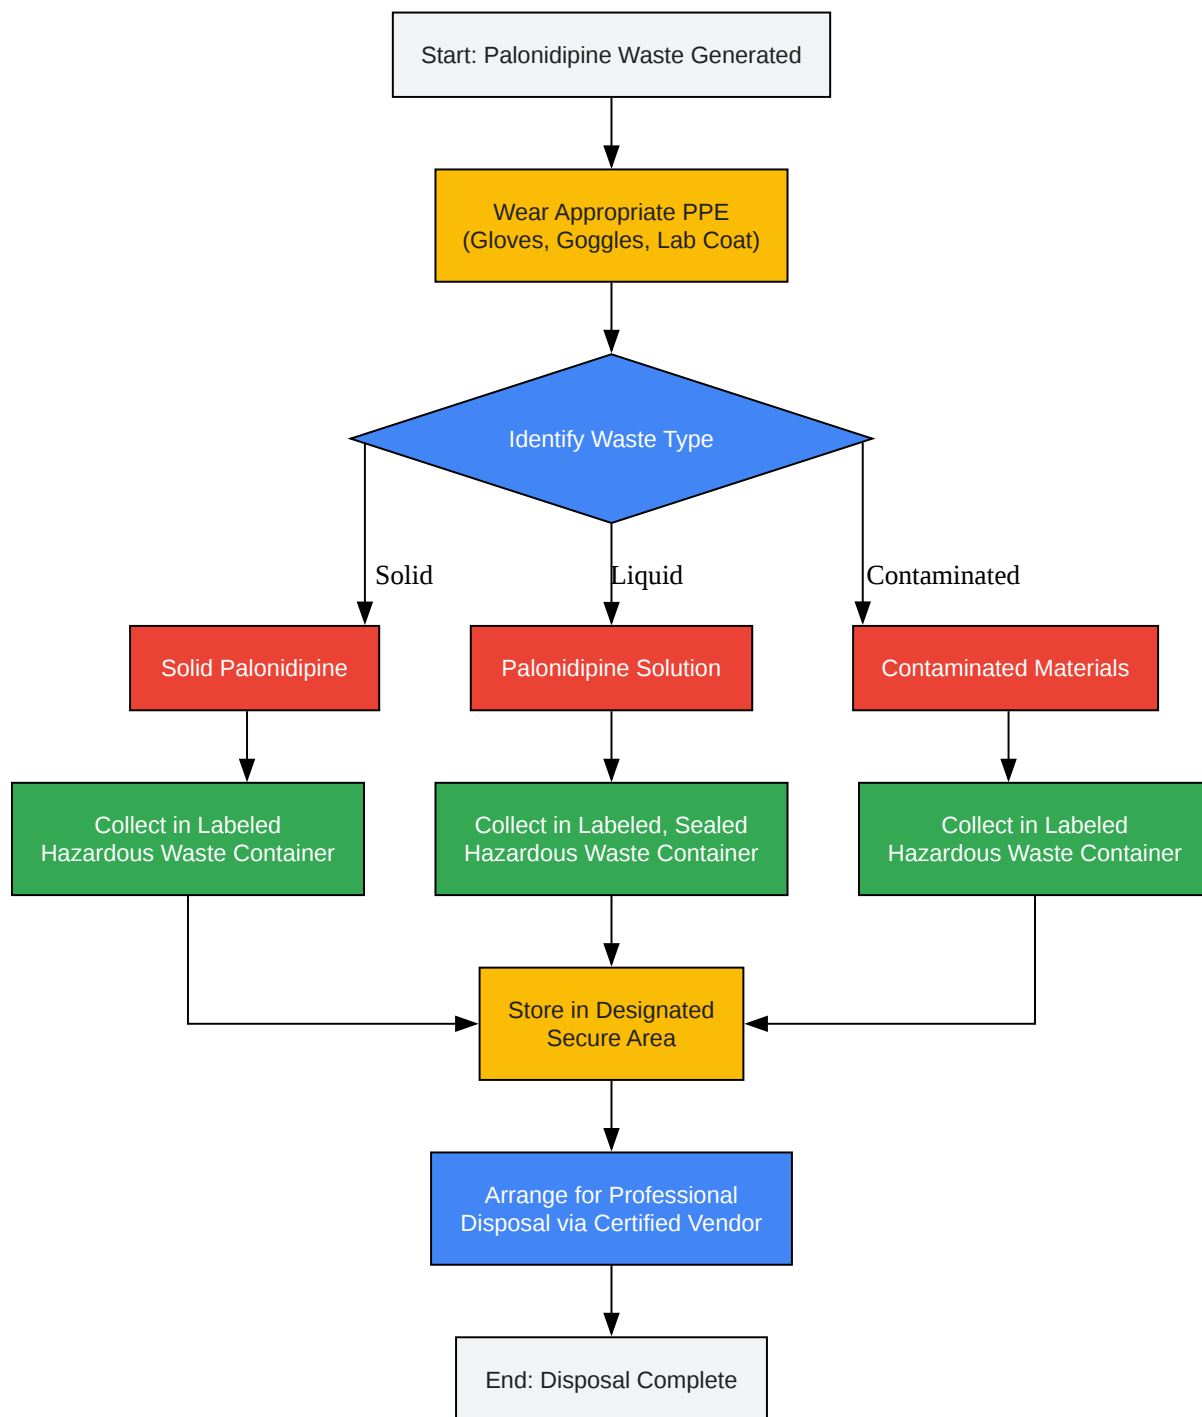 Start: Palonidipine Waste Generated
Wear Appropriate PPE
(Gloves, Goggles, Lab Coat)
Identify Waste Type
Solid
Liquid
Contaminated
Solid Palonidipine
Palonidipine Solution
Contaminated Materials
Collect in Labeled
Hazardous Waste Container
Collect in Labeled, Sealed
Hazardous Waste Container
Collect in Labeled
Hazardous Waste Container
Store in Designated
Secure Area
Arrange for Professional
Disposal via Certified Vendor
End: Disposal Complete